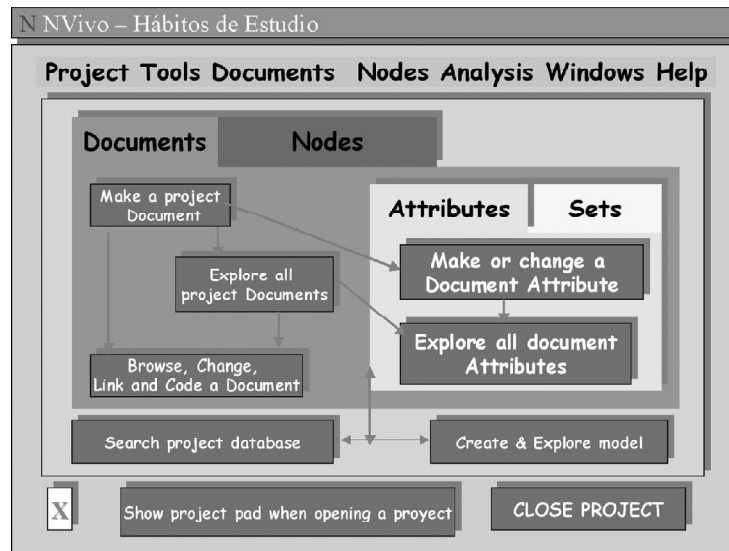 N NVivo – Hábitos de Estudio
Project Tools Documents Nodes Analysis Windows Help
Documents Nodes
Make a project
Document
Attributes Sets
Explore all
project Documents
Make or change a
Document Attribute
Browse, Change,
Link and Code a Document
Explore all document
Attributes
Search project database
Create & Explore model
X
Show project pad when opening a proyect
CLOSE PROJECT